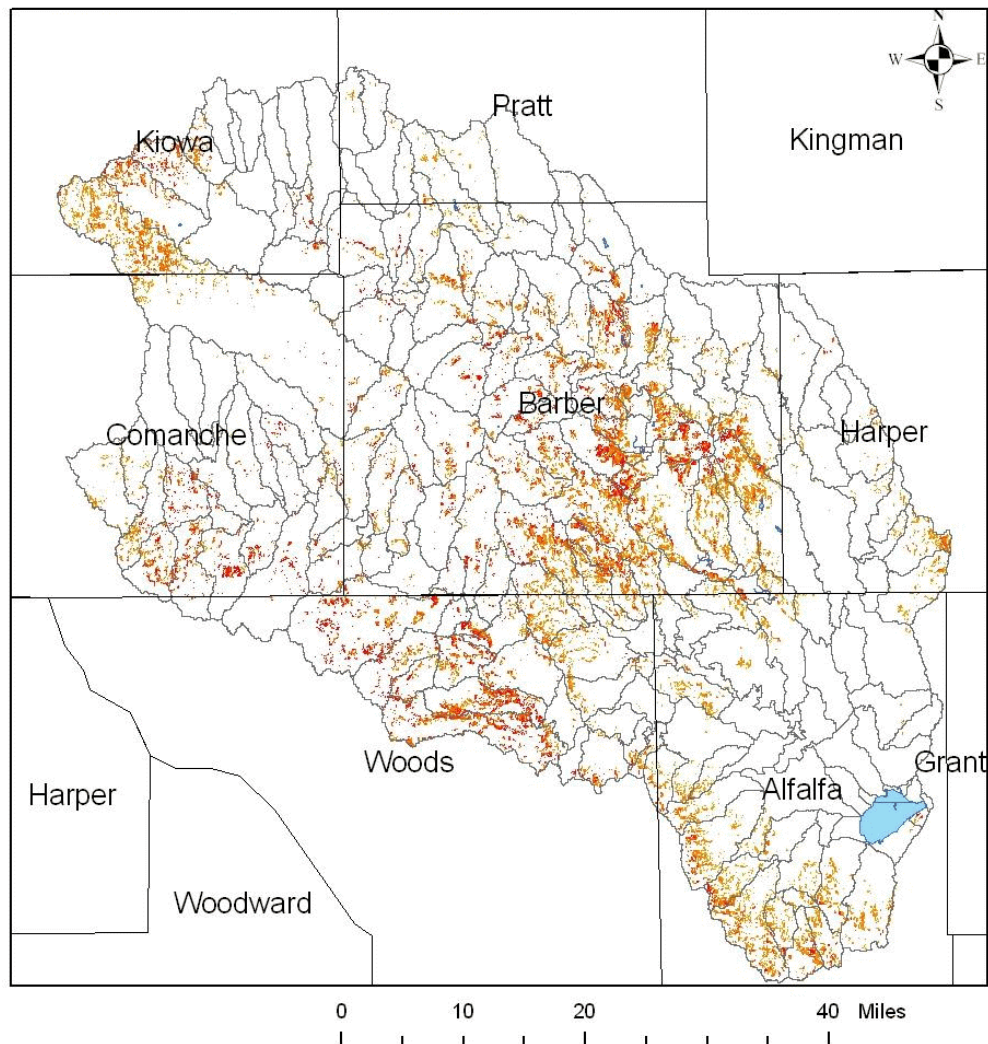 N
W E
S
Pratt
Kiowa
Kingman
Barber
Comanche
Harper
Woods
Grant
Alfalfa
Harper
Woodward
0 10 20 40 Miles